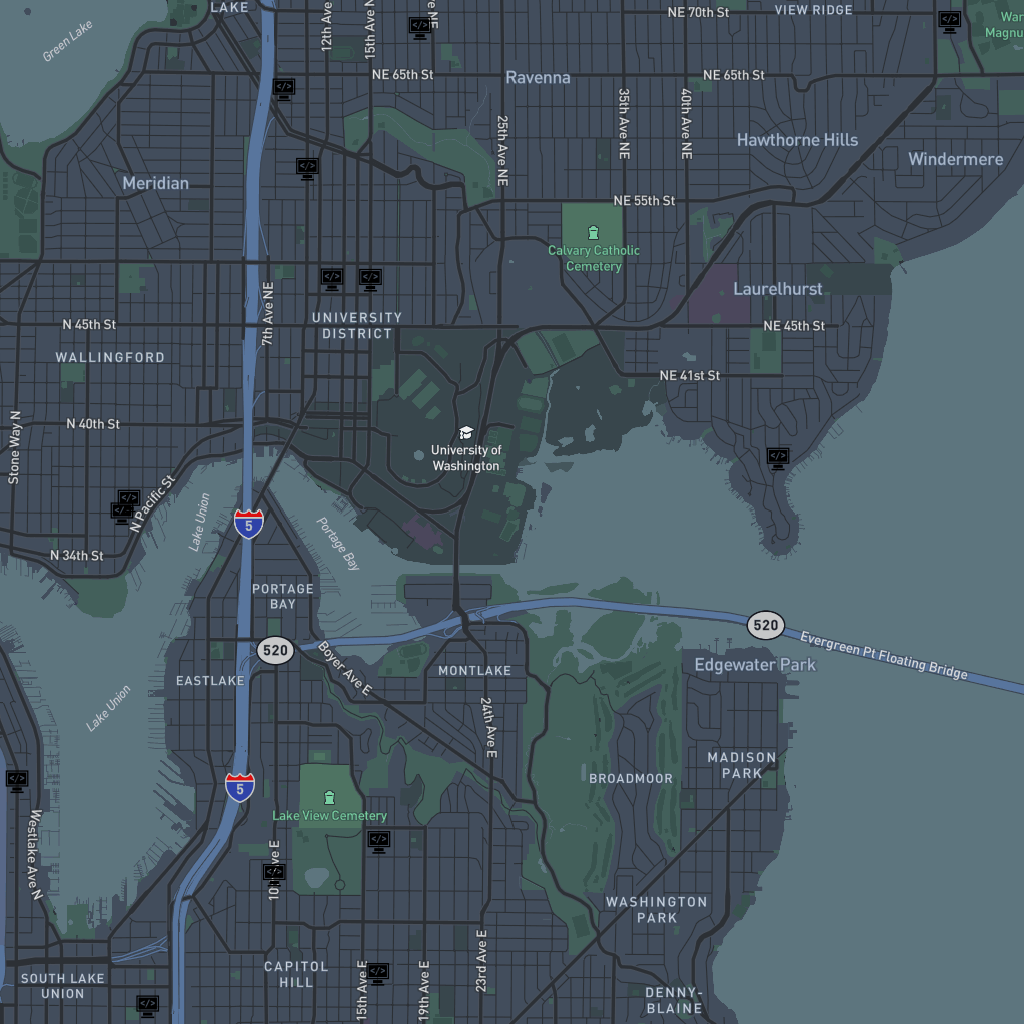 LAKE
12th Ave
15th Ave N
ve NE
NE 70th St
VIEW RIDGE
War
Magnu
Green Lake
NE 65th St
Ravenna
NE 65th St
25th Ave NE
35th Ave NE
40th Ave NE
Hawthorne Hills
Windermere
Meridian
NE 55th St
Calvary Catholic
Cemetery
Laurelhurst
7th Ave NE
N 45th St
UNIVERSITY
DISTRICT
NE 45th St
WALLINGFORD
NE 41st St
Stone Way N
N 40th St
University of
Washington
N Pacific St
Lake Union
Portage Bay
5
N 34th St
PORTAGE
BAY
520
520
Evergreen Pt Floating Bridge
Boyer Ave E
EASTLAKE
MONTLAKE
Edgewater Park
Lake Union
24th Ave E
5
MADISON
PARK
BROADMOOR
Lake View Cemetery
Westlake Ave N
10th Ave E
WASHINGTON
PARK
23rd Ave E
CAPITOL
HILL
15th Ave E
19th Ave E
SOUTH LAKE
UNION
DENNY-
BLAINE